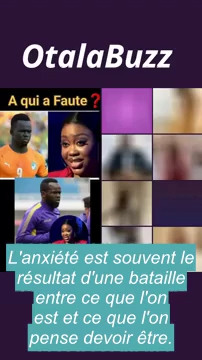 OtalaBuzz
A qui a Faute❓
9
L'anxiété est souvent le
résultat d'une bataille
entre ce que l'on
est et ce que l'on
pense devoir être.